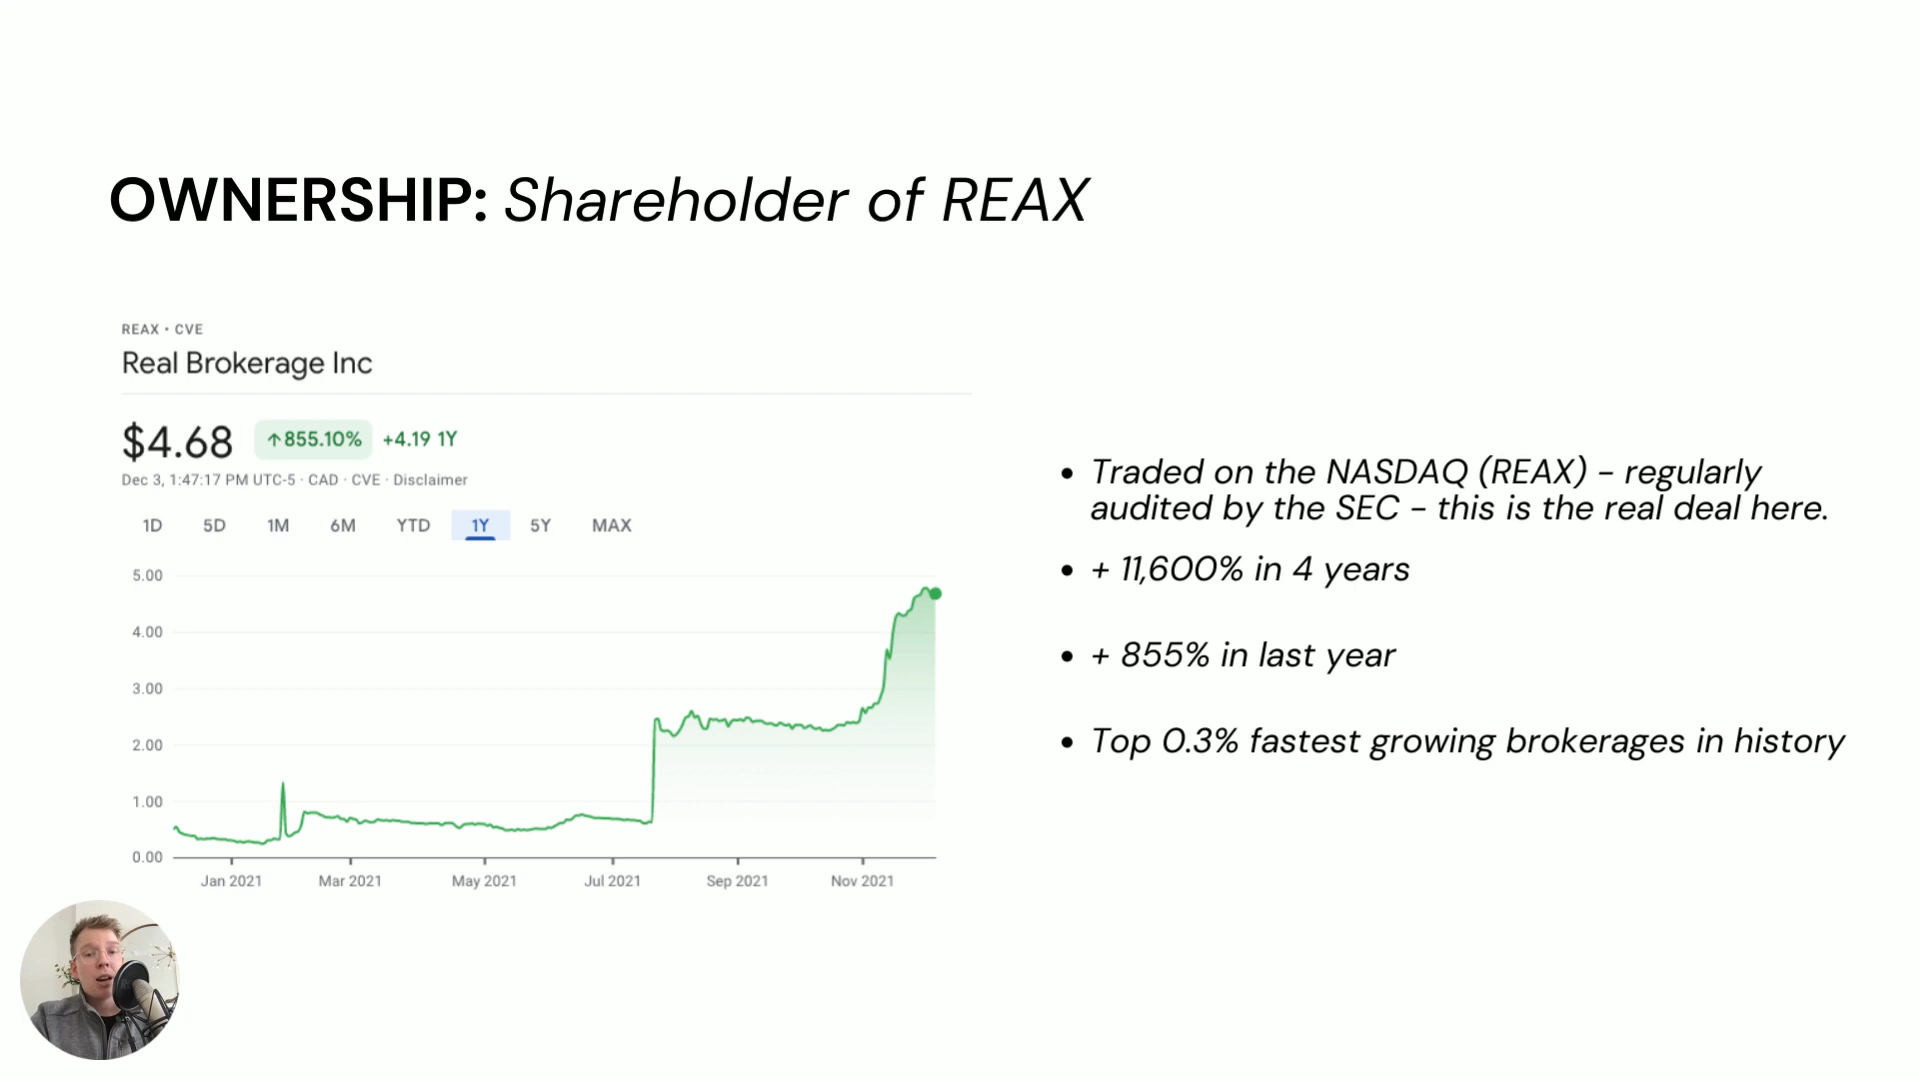 OWNERSHIP: Shareholder of REAX
REAX • CVE
Real Brokerage Inc
$4.68 ↑855.10% +4.19 1Y
Dec 3, 1:47:17 PM UTC-5 · CAD · CVE · Disclaimer
1D 5D 1M 6M YTD 1Y 5Y MAX
5.00
4.00
3.00
2.00
1.00
0.00
Jan 2021 Mar 2021 May 2021 Jul 2021 Sep 2021 Nov 2021
• Traded on the NASDAQ (REAX) - regularly
audited by the SEC - this is the real deal here.
• + 11,600% in 4 years
• + 855% in last year
• Top 0.3% fastest growing brokerages in history